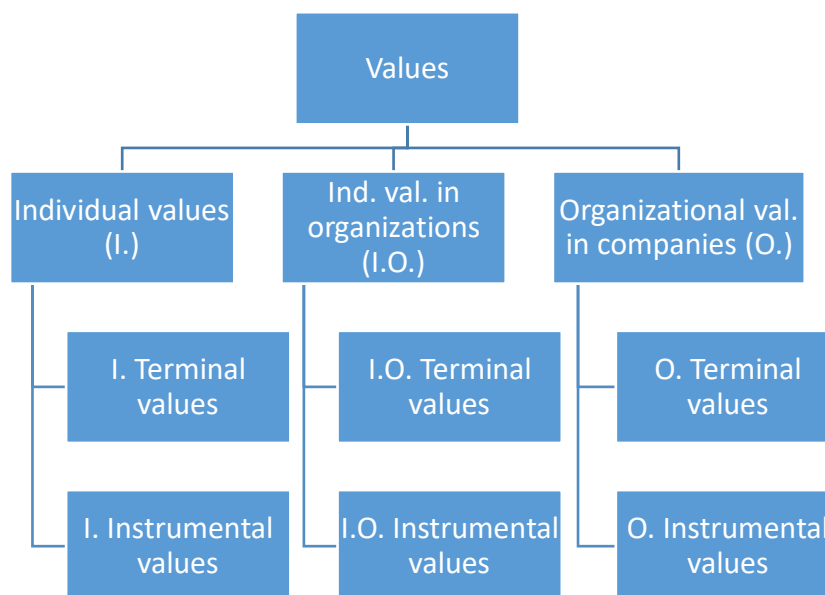 Values
Individual values
(I.)
Ind. val. in
organizations
(I.O.)
Organizational val.
in companies (O.)
I. Terminal
values
I.O. Terminal
values
O. Terminal
values
I. Instrumental
values
I.O. Instrumental
values
O. Instrumental
values